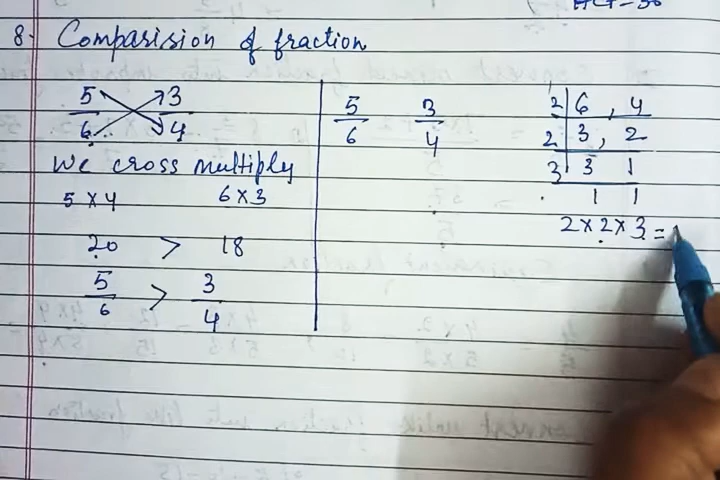 8. Comparision of fraction
5 3
6 4
We cross multiply
5 x 4 6 x 3
20 > 18
5 > 3
6 4
5 3
6 4
2 | 6, 4
2 | 3, 2
3 | 3 1
1 1
2 x 2 x 3 =